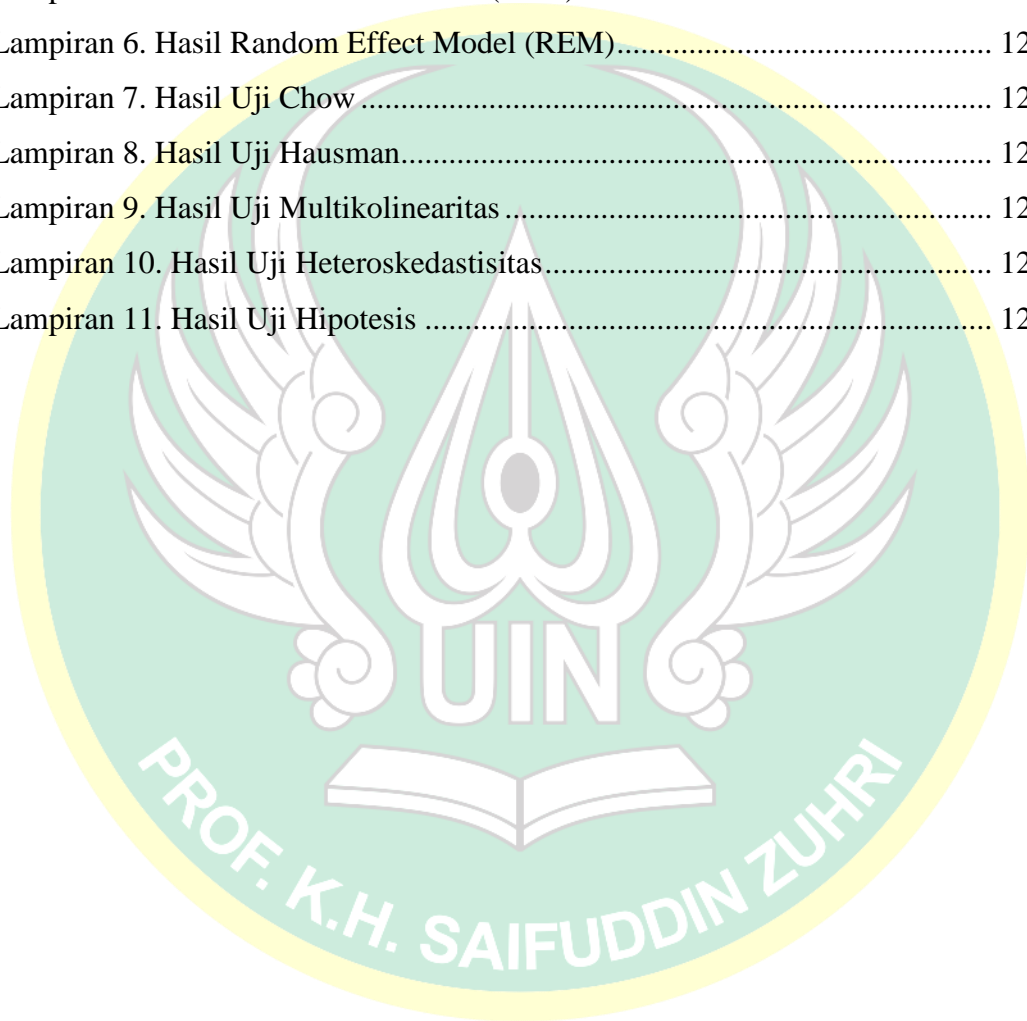 Lampiran 6. Hasil Random Effect Model (REM)........................................... 12
Lampiran 7. Hasil Uji Chow........................................................................... 12
Lampiran 8. Hasil Uji Hausman...................................................................... 12
Lampiran 9. Hasil Uji Multikolinearitas .......................................................... 12
Lampiran 10. Hasil Uji Heteroskedastisitas.................................................... 12
Lampiran 11. Hasil Uji Hipotesis .................................................................... 12
UIN
PROF. K.H. SAIFUDDIN ZUHRI